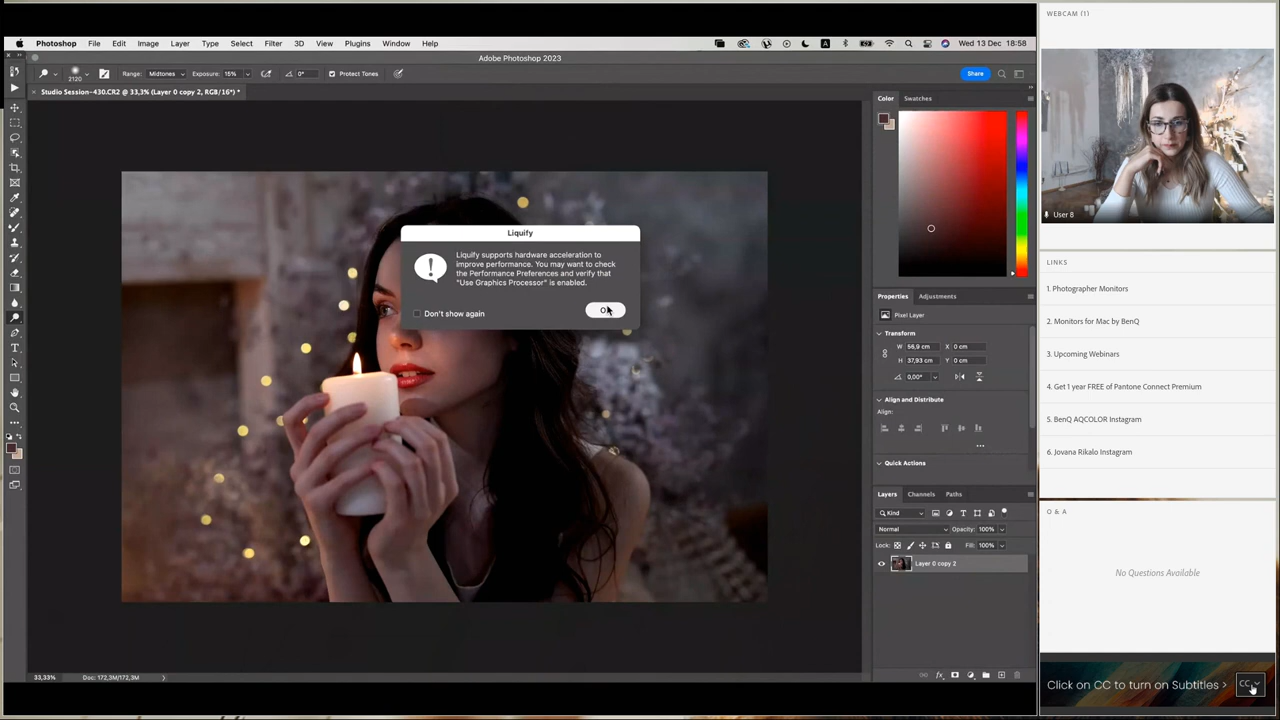 Photoshop File Edit Image Layer Type Select Filter 3D View Plugins Window Help
A
Wed 13 Dec 18:58
Adobe Photoshop 2023
2120
Range: Midtones
Exposure: 15%
0°
Protect Tones
Share
Studio Session-430.CR2 @ 33,3% (Layer 0 copy 2, RGB/16*) *
Liquify
Liquify supports hardware acceleration to
improve performance. You may want to check
the Performance Preferences and verify that
"Use Graphics Processor" is enabled.
Don't show again
33,33%
Doc: 172,3M/172,3M
Color Swatches
Properties Adjustments
Pixel Layer
Transform
W 56,9 cm X 0 cm
H 37,93 cm Y 0 cm
0,00°
Align and Distribute
Align:
Quick Actions
Layers Channels Paths
Kind
Normal Opacity: 100%
Lock: Fill: 100%
Layer 0 copy 2
WEBCAM (1)
User 8
LINKS
1. Photographer Monitors
2. Monitors for Mac by BenQ
3. Upcoming Webinars
4. Get 1 year FREE of Pantone Connect Premium
5. BenQ AQCOLOR Instagram
6. Jovana Rikalo Instagram
Q & A
No Questions Available
Click on CC to turn on Subtitles >
CC